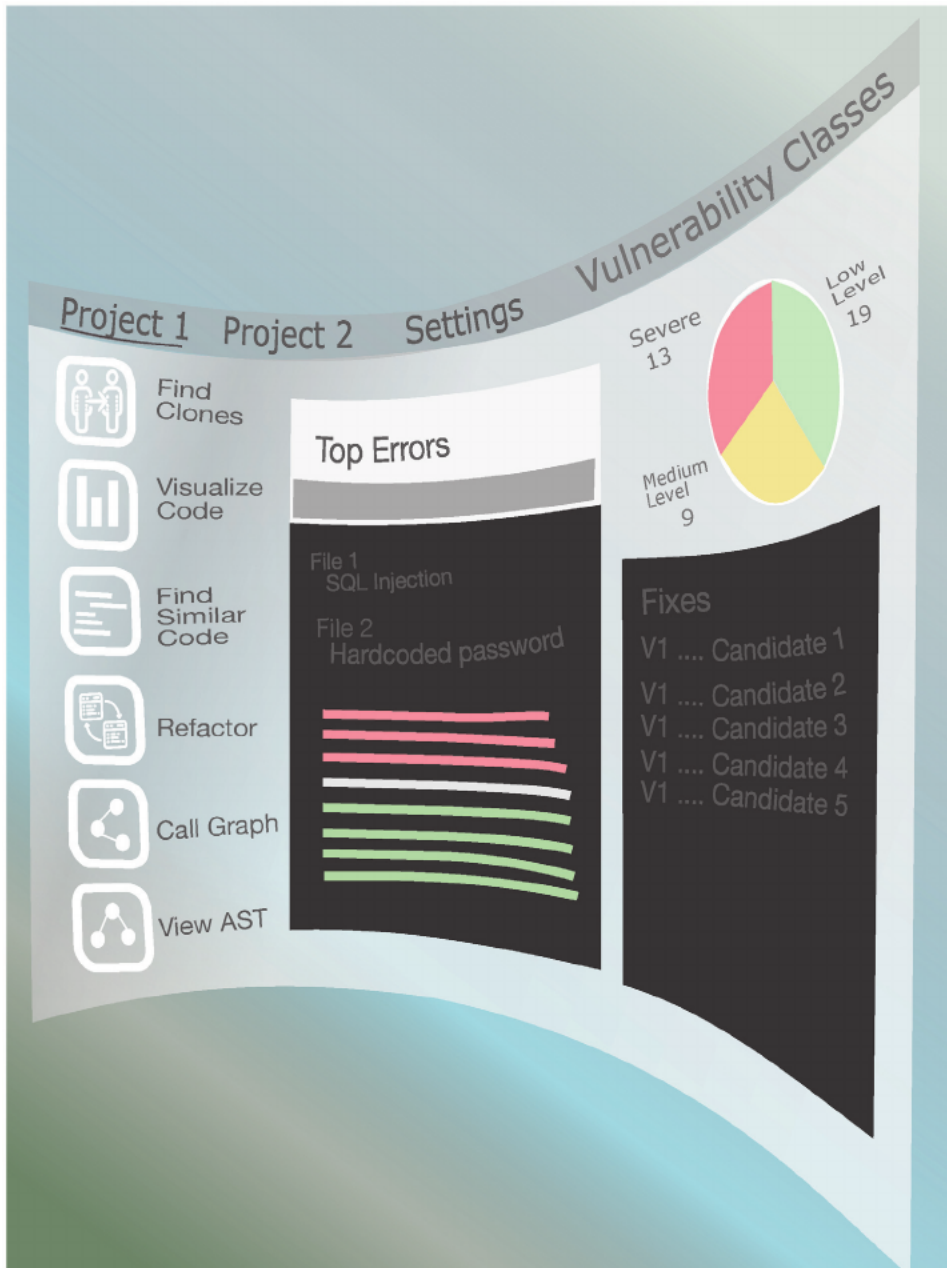 Project 1
Project 2
Settings
Vulnerability Classes
Find
Clones
Visualize
Code
Find
Similar
Code
Refactor
Call Graph
View AST
Top Errors
File 1
SQL Injection
File 2
Hardcoded password
Severe
13
Low
Level
19
Medium
Level
9
Fixes
V1 .... Candidate 1
V1 .... Candidate 2
V1 .... Candidate 3
V1 .... Candidate 4
V1 .... Candidate 5